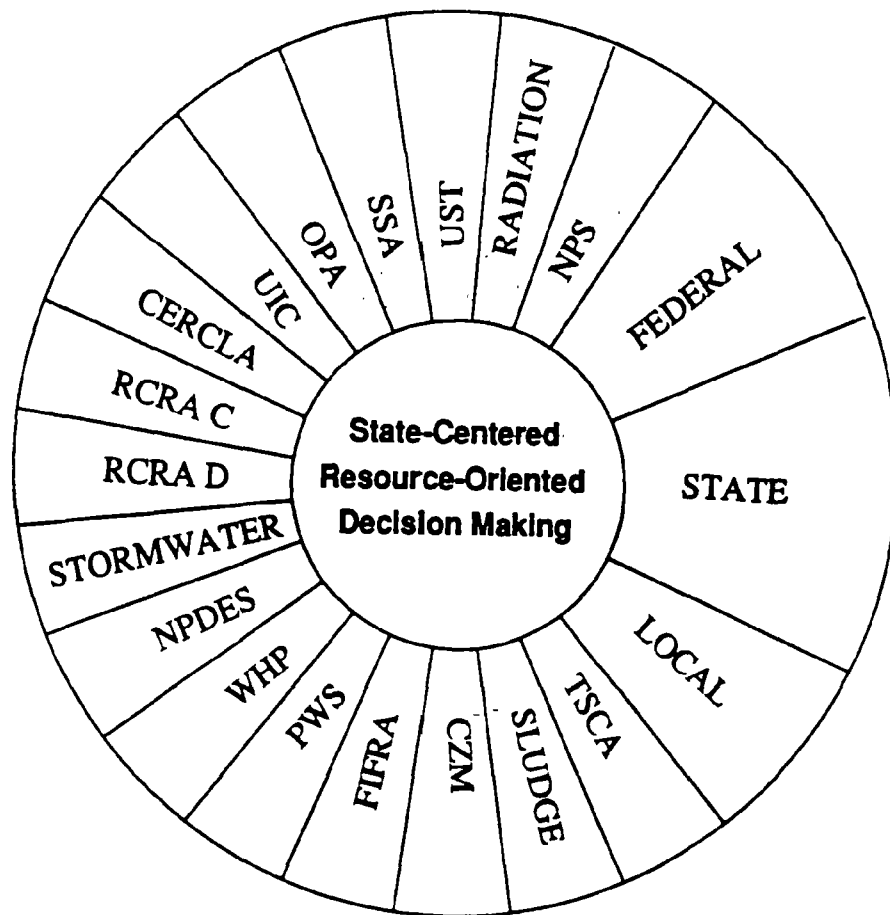 State-Centered
Resource-Oriented
Decision Making
RADIATION
NPS
FEDERAL
STATE
LOCAL
TSCA
SLUDGE
CZM
FIFRA
PWS
WHP
NPDES
STORMWATER
RCRA D
RCRA C
CERCLA
UIC
OPA
SSA
UST